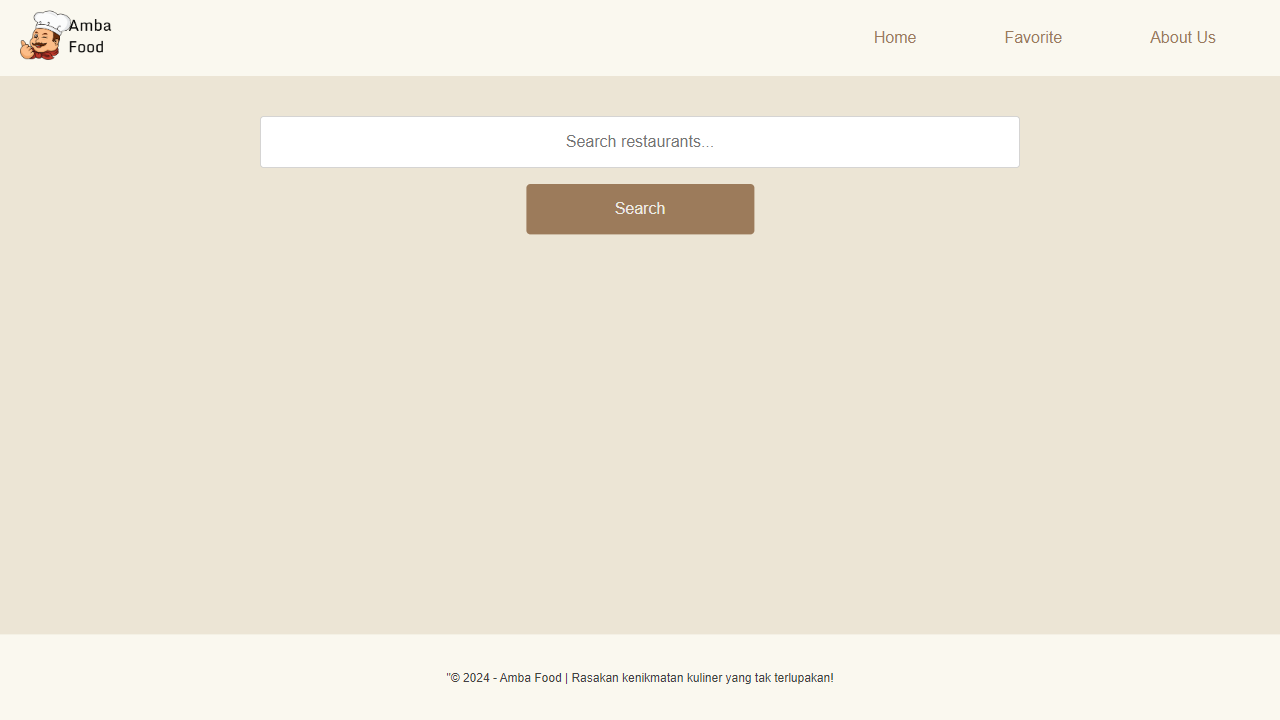 Amba
Food
Home
Favorite
About Us
Search restaurants...
Search
"© 2024 - Amba Food | Rasakan kenikmatan kuliner yang tak terlupakan!